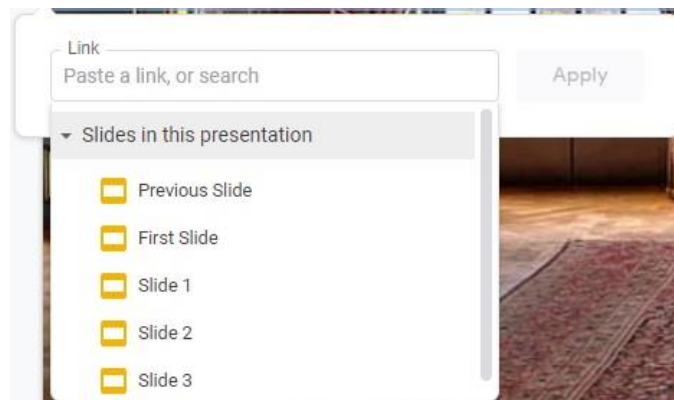 Link
Paste a link, or search
Apply
Slides in this presentation
Previous Slide
First Slide
Slide 1
Slide 2
Slide 3